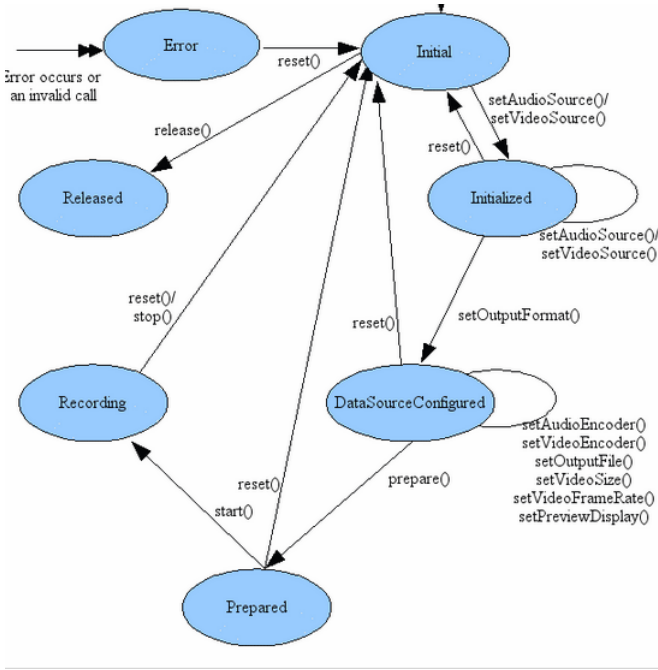 Error
Initial
reset()
Error occurs or
an invalid call
setAudioSource()/
setVideoSource()
release()
reset()
Released
Initialized
setAudioSource()/
setVideoSource()
reset()/
stop()
reset()
setOutputFormat()
Recording
DataSourceConfigured
setAudioEncoder()
setVideoEncoder()
setOutputFile()
setVideoSize()
setVideoFrameRate()
setPreviewDisplay()
reset()
prepare()
start()
Prepared